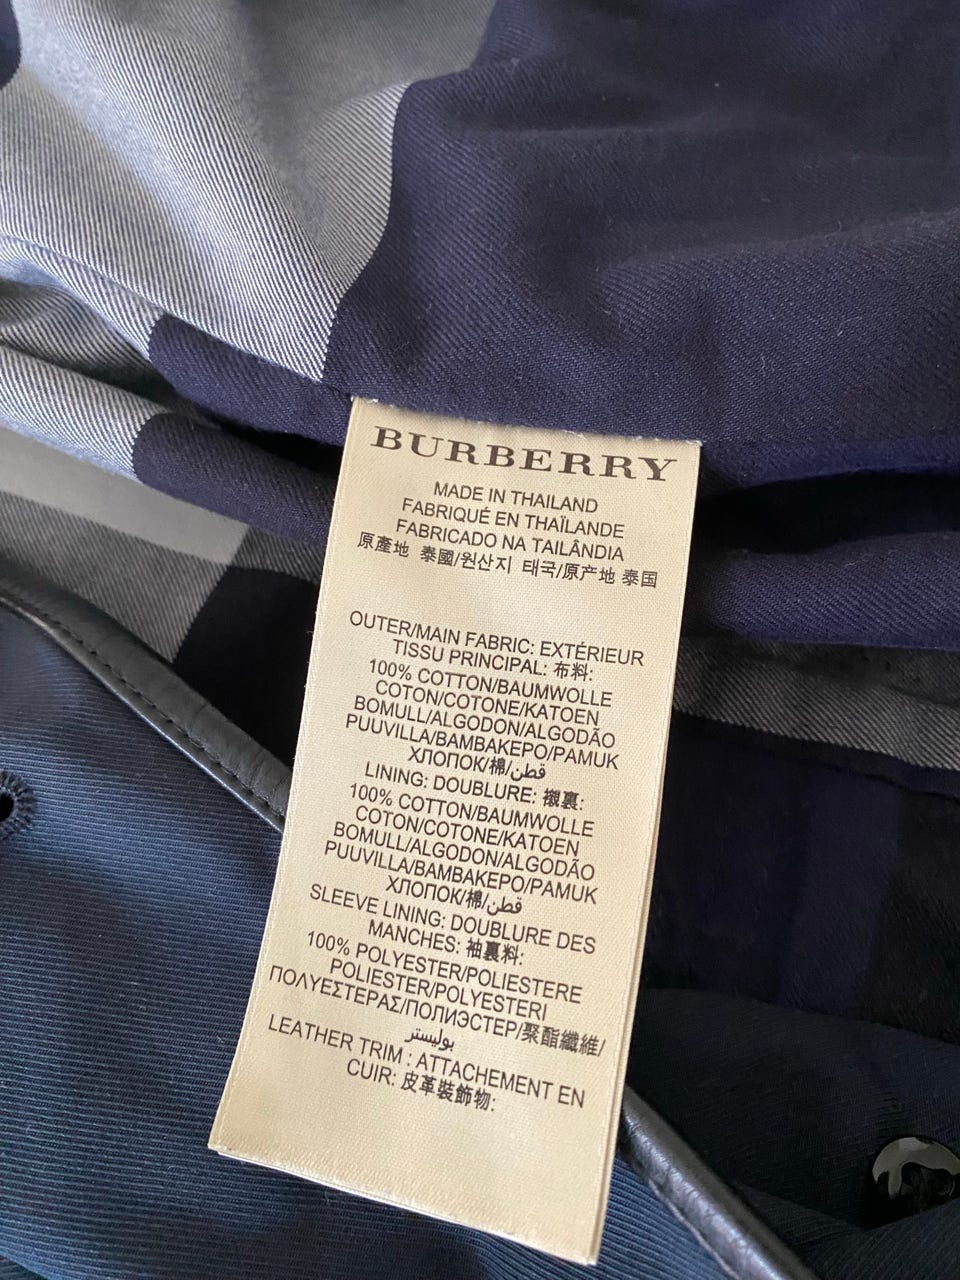 BURBERRY
MADE IN THAILAND
FABRIQUÉ EN THAÏLANDE
FABRICADO NA TAILÂNDIA
原產地 泰國/원산지 태국/原产地 泰国
OUTER/MAIN FABRIC: EXTÉRIEUR
TISSU PRINCIPAL: 布料:
100% COTTON/BAUMWOLLE
COTON/COTONE/KATOEN
BOMULL/ALGODON/ALGODÃO
PUUVILLA/ΒΑΜΒΑΚΕΡΟ/PAMUK
ХЛОПОК/棉/قطن
LINING: DOUBLURE: 襯裏:
100% COTTON/BAUMWOLLE
COTON/COTONE/KATOEN
BOMULL/ALGODON/ALGODÃO
PUUVILLA/ΒΑΜΒΑΚΕΡΟ/PAMUK
ХЛОПОК/棉/قطن
SLEEVE LINING: DOUBLURE DES
MANCHES: 袖裏料:
100% POLYESTER/POLIESTERE
POLIESTER/POLYESTERI
ΠΟΛΥΕΣΤΕΡΑΣ/ПОЛИЭСТЕР/聚酯纖維/
بوليستر
LEATHER TRIM : ATTACHEMENT EN
CUIR: 皮革裝飾物: